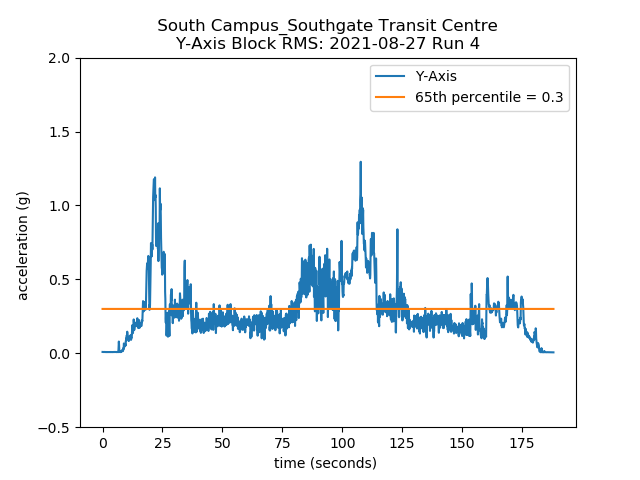 South Campus_Southgate Transit Centre
Y-Axis Block RMS: 2021-08-27 Run 4
Y-Axis
65th percentile = 0.3
acceleration (g)
2.0
1.5
1.0
0.5
0.0
−0.5
0 25 50 75 100 125 150 175
time (seconds)